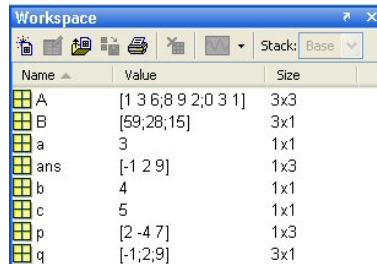 Workspace
Stack: Base
Name Value Size
A [1 3 6;8 9 2;0 3 1] 3x3
B [59;28;15] 3x1
a 3 1x1
ans [-1 2 9] 1x3
b 4 1x1
c 5 1x1
p [2 -4 7] 1x3
q [-1;2;9] 3x1